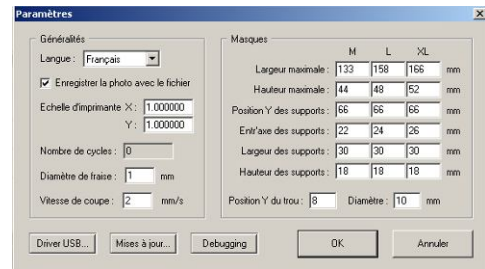 Paramètres
Généralités
Langue : Français
Enregistrer la photo avec le fichier
Echelle d'imprimante X : 1.000000
Y : 1.000000
Nombre de cycles : 0
Diamètre de fraise : 1 mm
Vitesse de coupe : 2 mm/s
Masques
M L XL
Largeur maximale : 133 158 166 mm
Hauteur maximale : 44 48 52 mm
Position Y des supports : 66 66 66 mm
Entr'axe des supports : 22 24 26 mm
Largeur des supports : 30 30 30 mm
Hauteur des supports : 18 18 18 mm
Position Y du trou : 8 Diamètre : 10 mm
Driver USB... Mises à jour... Debugging OK Annuler